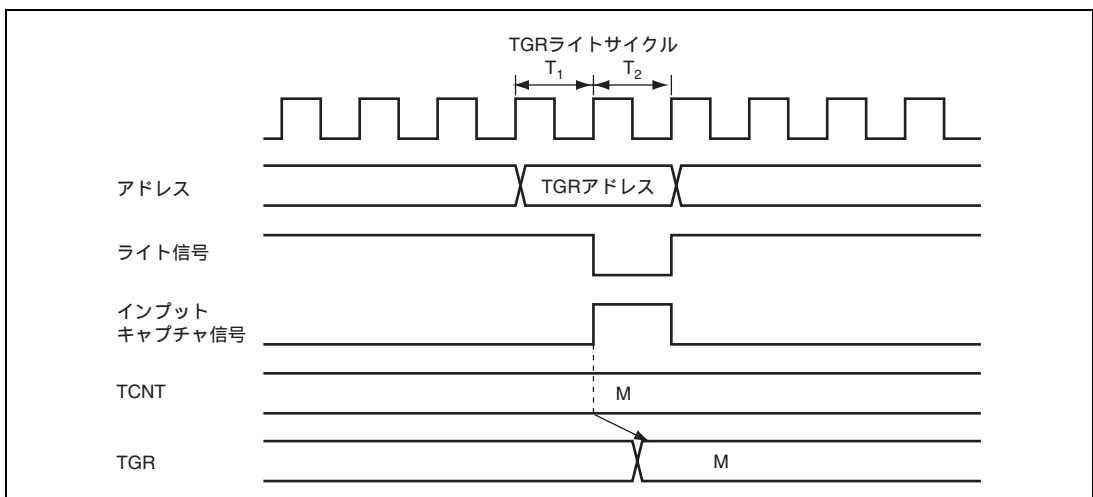 TGRライトサイクル
T1 T2
アドレス
TGRアドレス
ライト信号
インプット
キャプチャ信号
TCNT
M
TGR
M